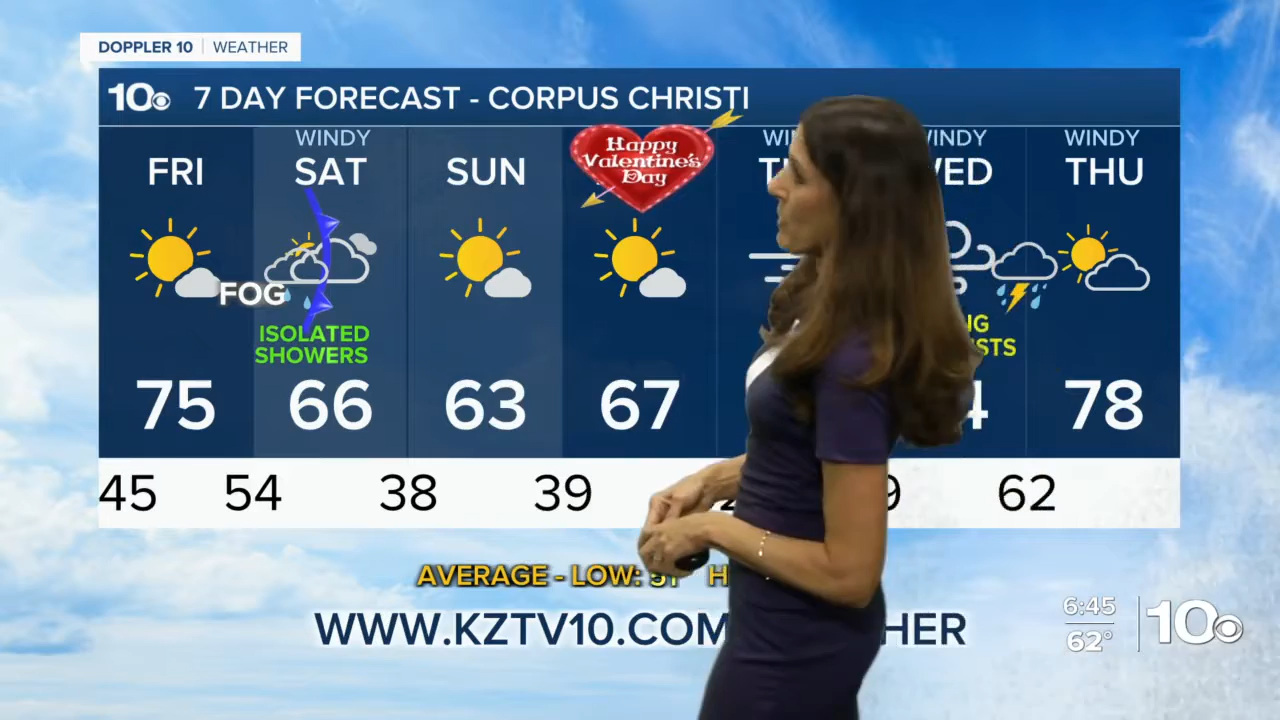 DOPPLER 10 | WEATHER
10 7 DAY FORECAST - CORPUS CHRISTI
WINDY
WINDY
FRI
SAT
SUN
Happy
Valentine's
Day
THU
FOG
ISOLATED
SHOWERS
75
66
63
67
78
45
54
38
39
62
AVERAGE - LOW: 51°
WWW.KZTV10.COM
6:45
62°
10